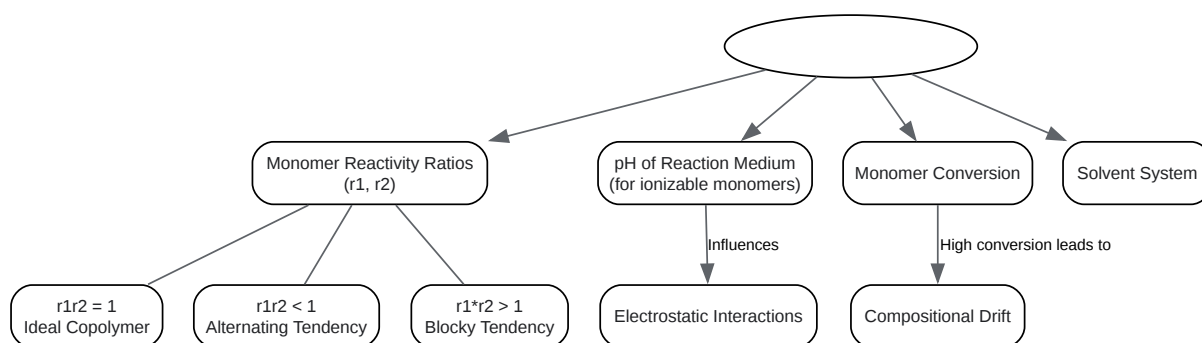 Monomer Reactivity Ratios
(r1, r2)
pH of Reaction Medium
(for ionizable monomers)
Monomer Conversion
Solvent System
Influences
High conversion leads to
r1r2 = 1
Ideal Copolymer
r1r2 < 1
Alternating Tendency
r1*r2 > 1
Blocky Tendency
Electrostatic Interactions
Compositional Drift